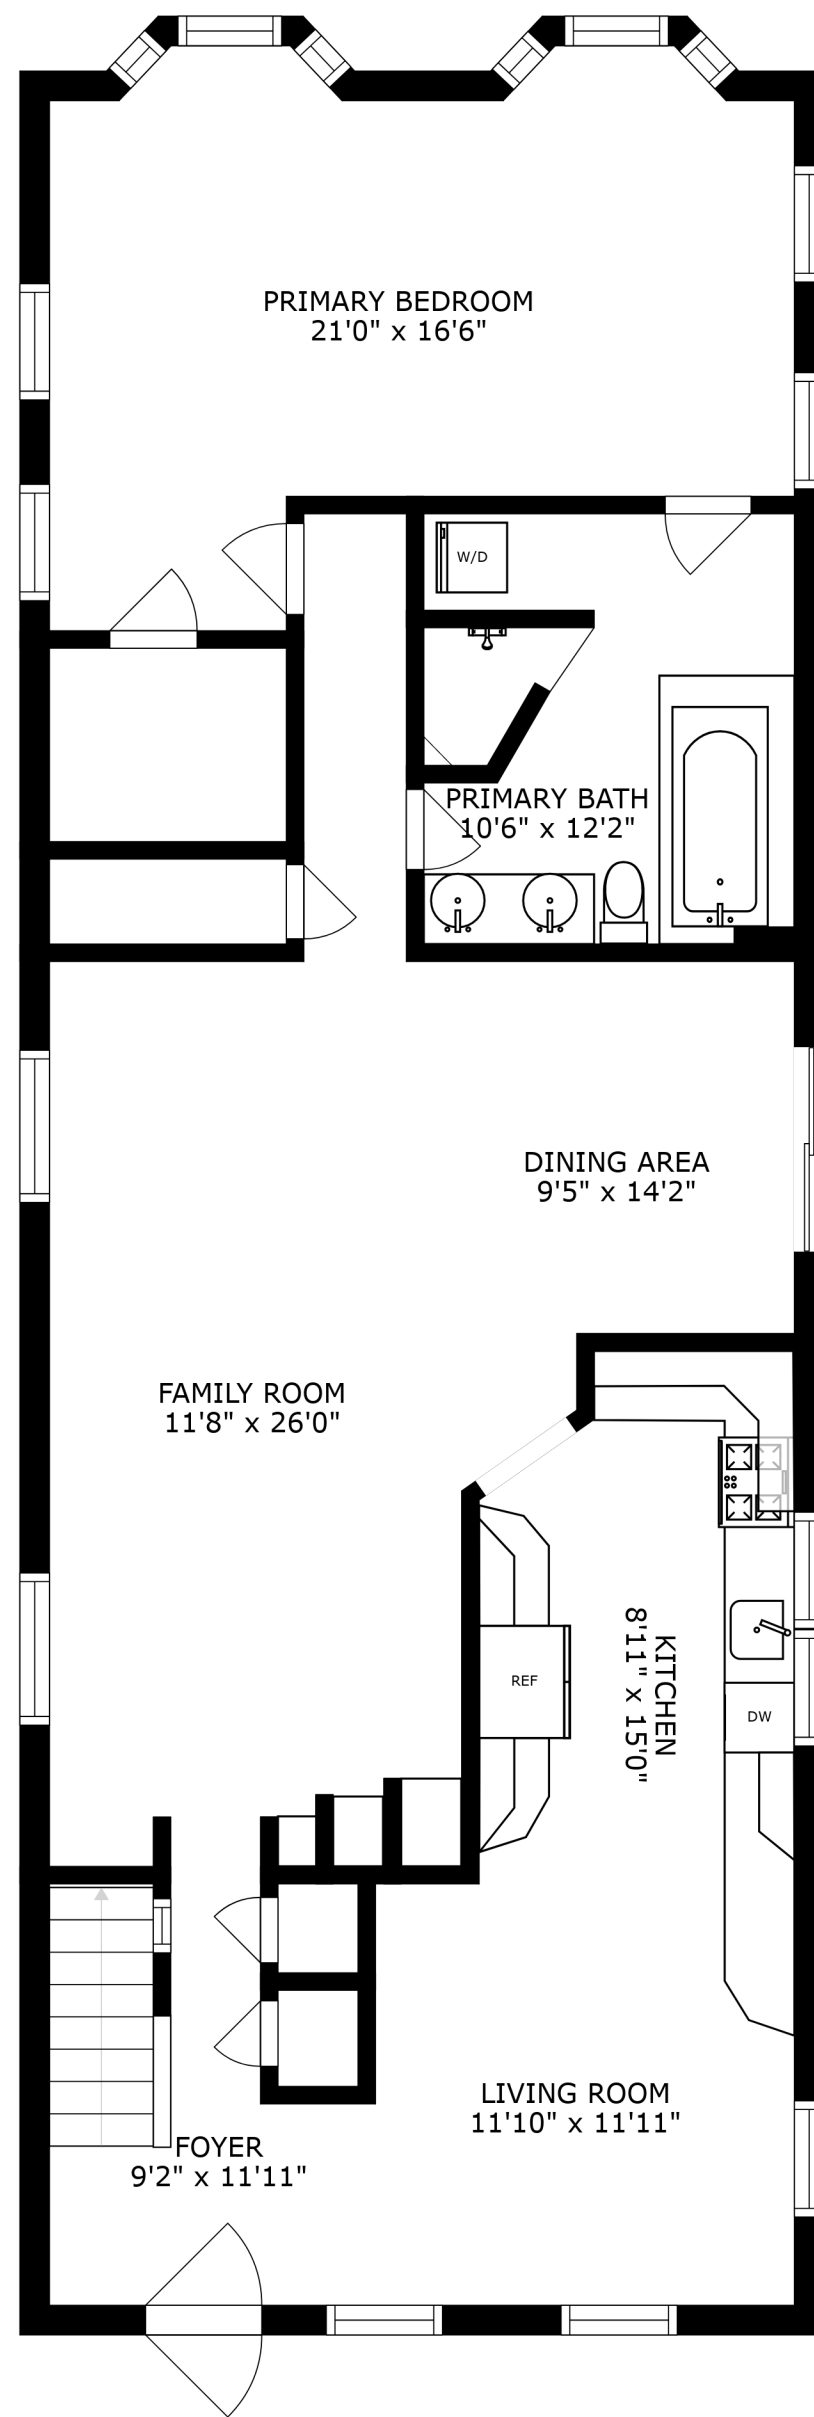 PRIMARY BEDROOM
21'0" x 16'6"
W/D
PRIMARY BATH
10'6" x 12'2"
DINING AREA
9'5" x 14'2"
FAMILY ROOM
11'8" x 26'0"
KITCHEN
8'11" x 15'0"
REF
DW
LIVING ROOM
11'10" x 11'11"
FOYER
9'2" x 11'11"